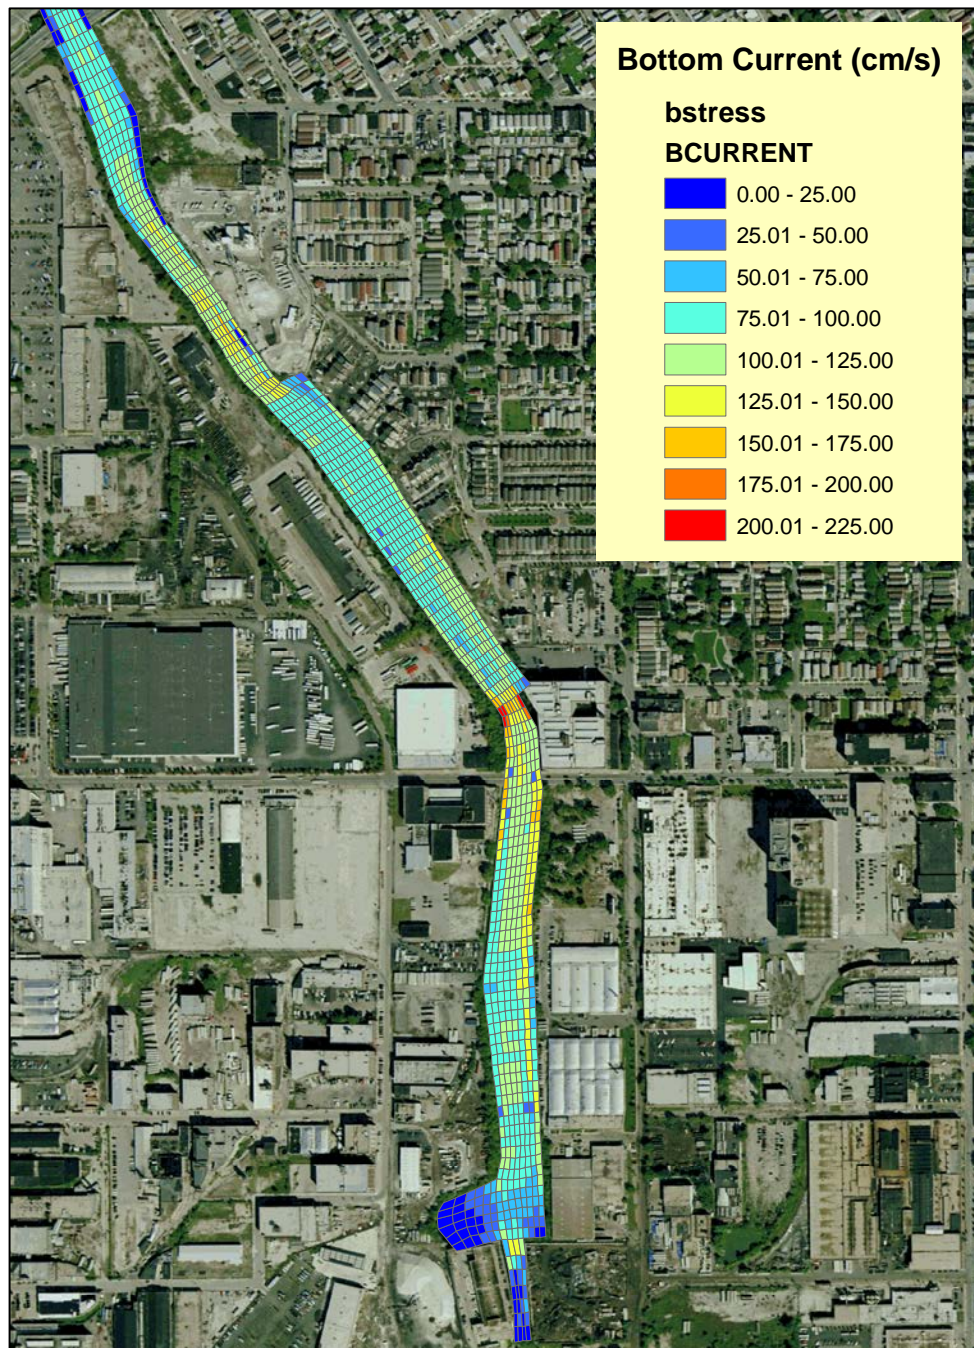 Bottom Current (cm/s)
bstress
BCURRENT
0.00 - 25.00
25.01 - 50.00
50.01 - 75.00
75.01 - 100.00
100.01 - 125.00
125.01 - 150.00
150.01 - 175.00
175.01 - 200.00
200.01 - 225.00